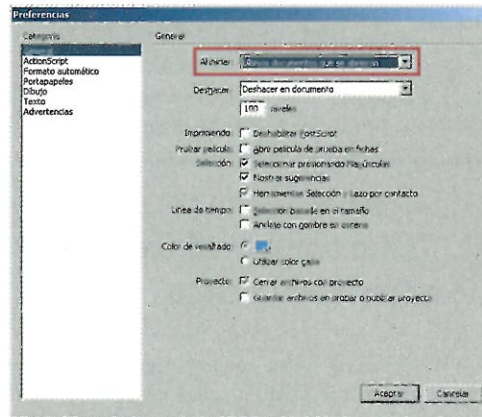 Preferencias
Categoría
General
ActionScript
Formato automático
Portapapeles
Dibujo
Texto
Advertencias
General
Al iniciar:
Deshacer: Deshacer en documento
100 niveles
Imprimiendo: Deshabilitar PostScript
Probar película: Abrir película de prueba en fichas
Selección: Seleccionar presionando Mayúsculas
Mostrar sugerencias
Herramientas Selección y Lazo por contacto
Línea de tiempo: Selección basada en el tamaño
Anclaje con nombre en escena
Color de resaltado:
Utilizar color capa
Proyecto: Cerrar archivos con proyecto
Guardar archivos en probar o publicar proyecto
Aceptar
Cancelar